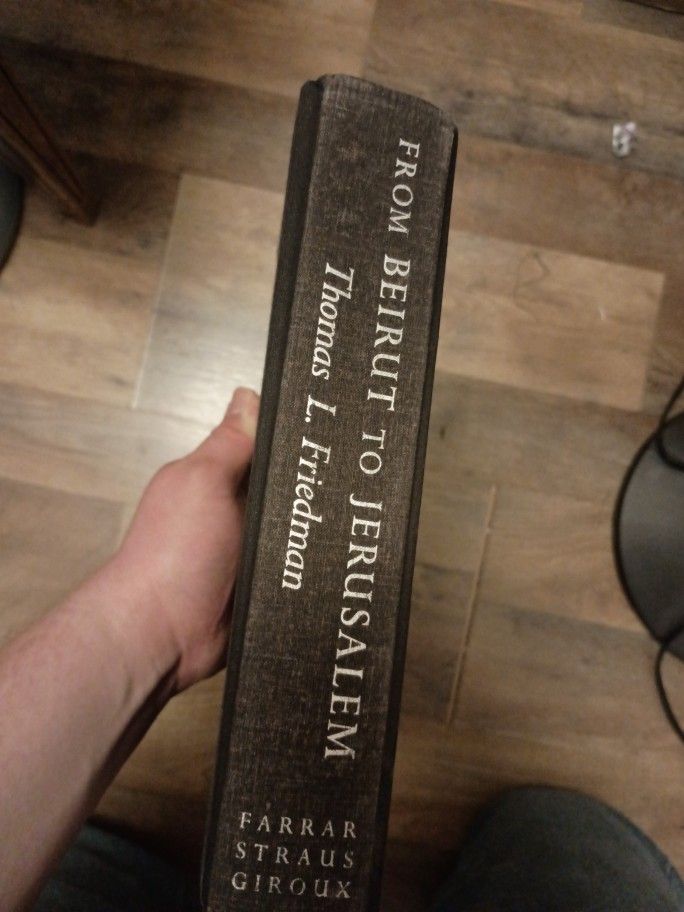 FROM BEIRUT TO JERUSALEM
Thomas L. Friedman
FARRAR
STRAUS
GIROUX